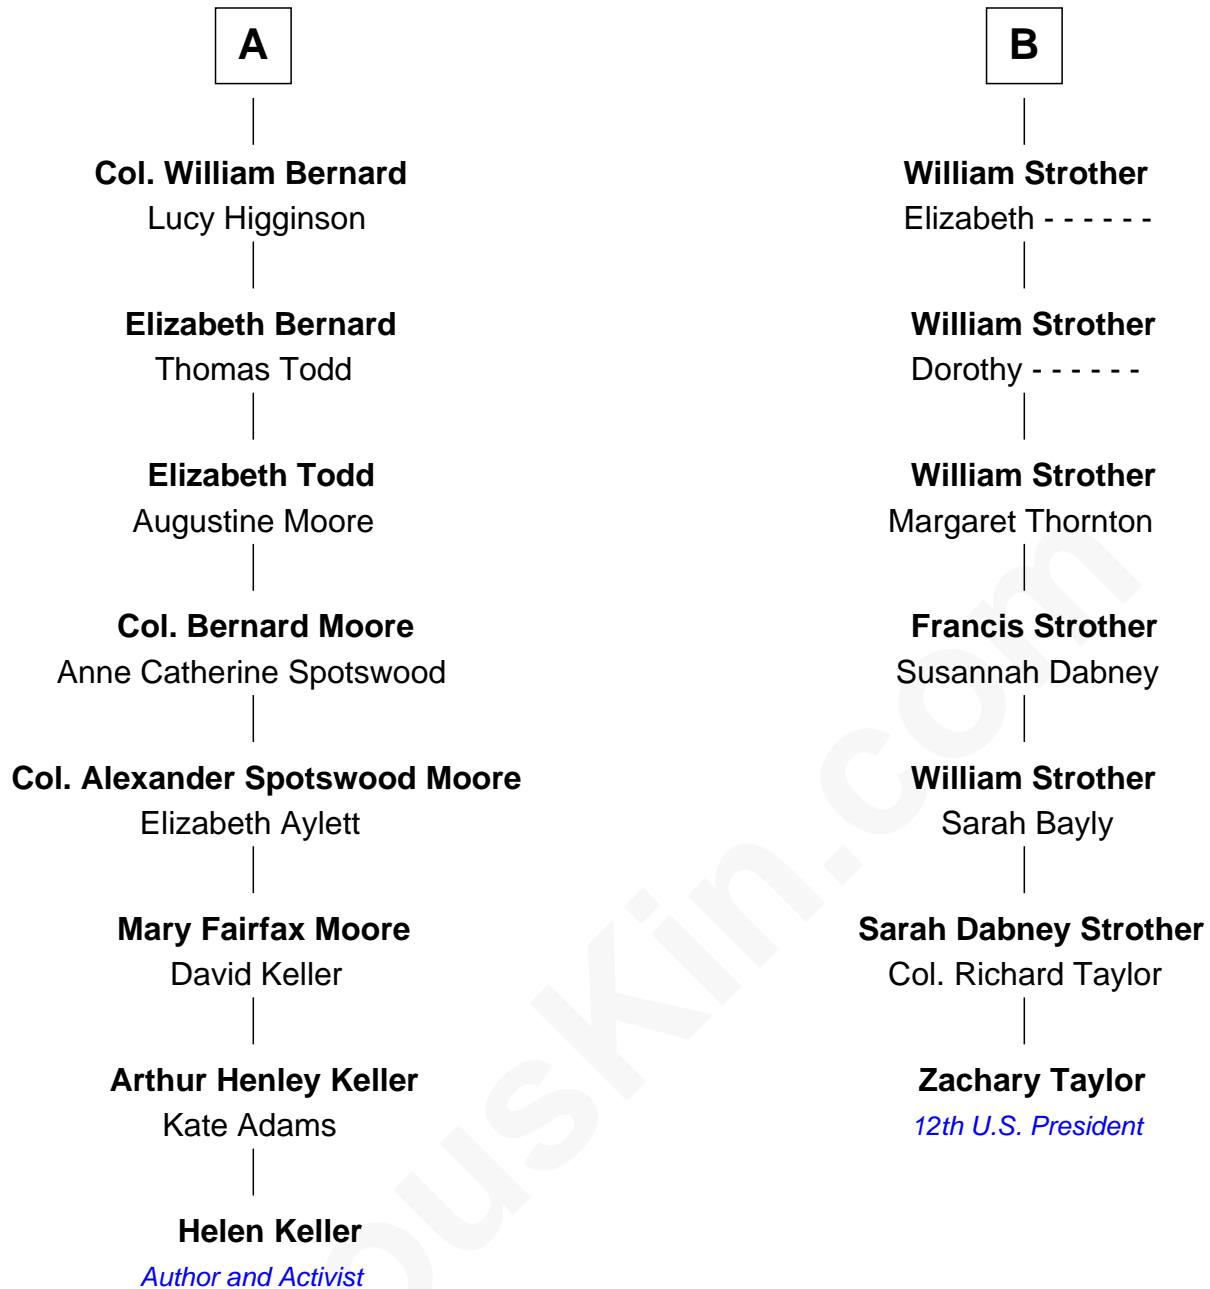 A
Col. William Bernard
Lucy Higginson
Elizabeth Bernard
Thomas Todd
Elizabeth Todd
Augustine Moore
Col. Bernard Moore
Anne Catherine Spotswood
Col. Alexander Spotswood Moore
Elizabeth Aylett
Mary Fairfax Moore
David Keller
Arthur Henley Keller
Kate Adams
Helen Keller
Author and Activist
B
William Strother
Elizabeth - - - - - -
William Strother
Dorothy - - - - - -
William Strother
Margaret Thornton
Francis Strother
Susannah Dabney
William Strother
Sarah Bayly
Sarah Dabney Strother
Col. Richard Taylor
Zachary Taylor
12th U.S. President
ousKin.com